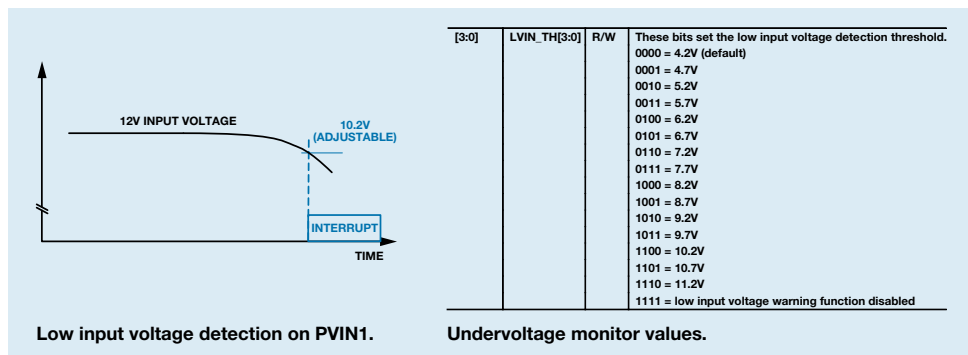 12V INPUT VOLTAGE
10.2V
(ADJUSTABLE)
INTERRUPT
TIME
Low input voltage detection on PVIN1.
[3:0] LVIN_TH[3:0] R/W These bits set the low input voltage detection threshold.
0000 = 4.2V (default)
0001 = 4.7V
0010 = 5.2V
0011 = 5.7V
0100 = 6.2V
0101 = 6.7V
0110 = 7.2V
0111 = 7.7V
1000 = 8.2V
1001 = 8.7V
1010 = 9.2V
1011 = 9.7V
1100 = 10.2V
1101 = 10.7V
1110 = 11.2V
1111 = low input voltage warning function disabled
Undervoltage monitor values.